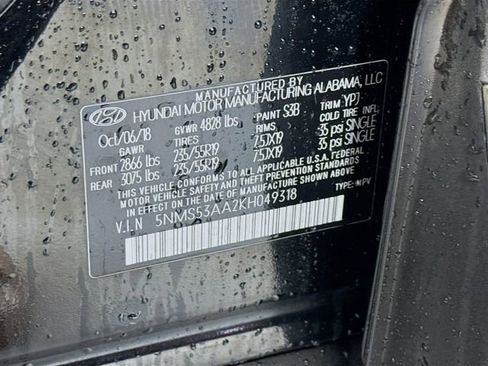 MANUFACTURED BY
HYUNDAI MOTOR MANUFACTURING ALABAMA, LLC
Oct/06/18 GVWR 4828 lbs PAINT S3B TRIM YPJ
GAWR TIRES RIMS COLD TIRE INFL.
FRONT 2866 lbs 235/55R19 7.5JX19 35 psi SINGLE
REAR 3075 lbs 235/55R19 7.5JX19 35 psi SINGLE
THIS VEHICLE CONFORMS TO ALL APPLICABLE U.S.A. FEDERAL
MOTOR VEHICLE SAFETY AND THEFT PREVENTION STANDARDS
IN EFFECT ON THE DATE OF MANUFACTURE SHOWN ABOVE.
V.I.N 5NMS53AA2KH049318 TYPE: MPV